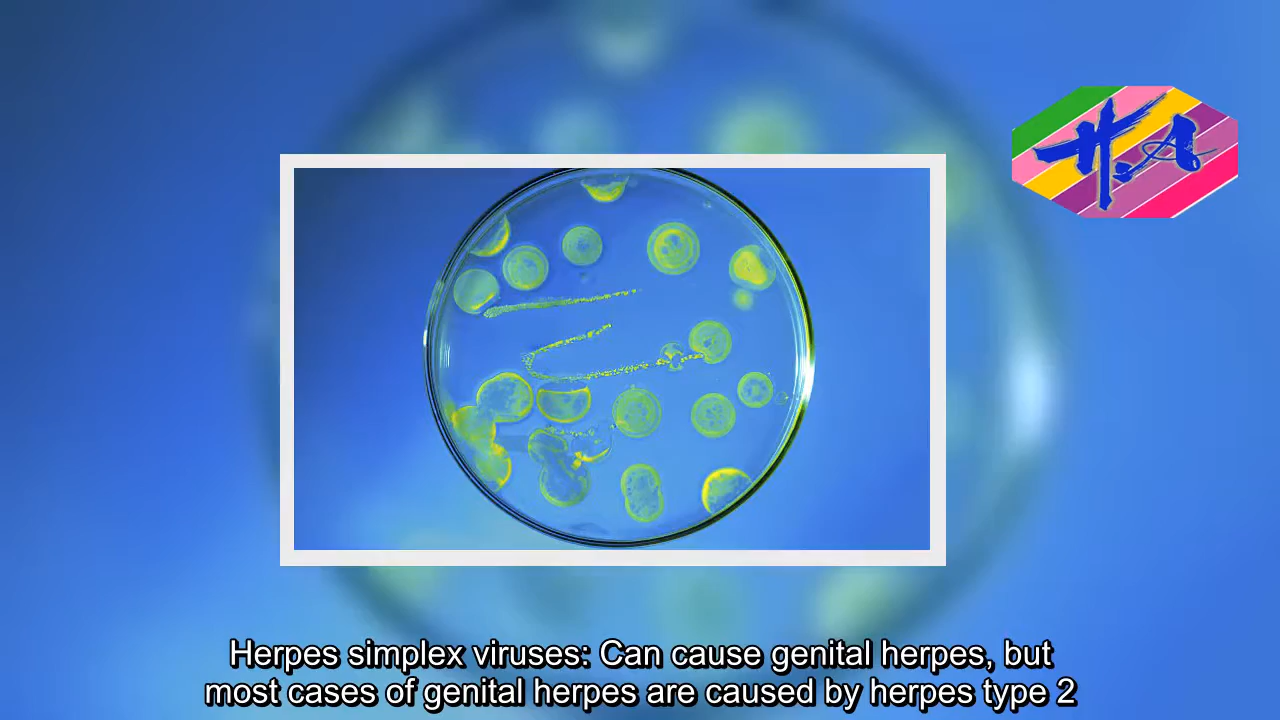 H.A
Herpes simplex viruses: Can cause genital herpes, but
most cases of genital herpes are caused by herpes type 2